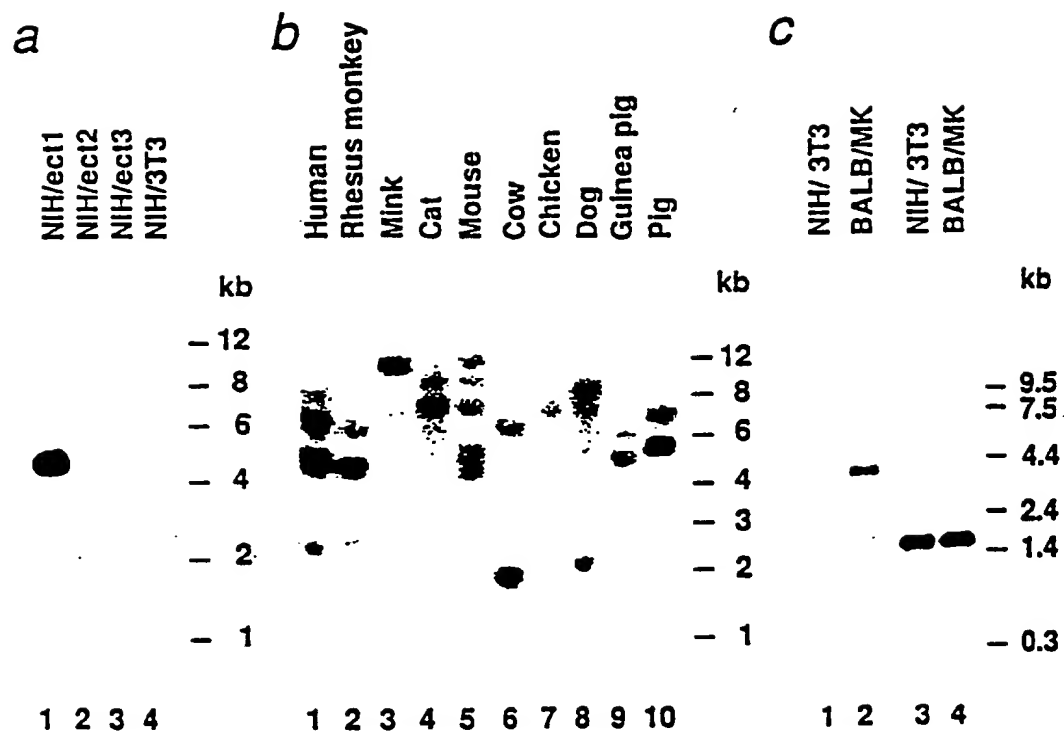 a
NIH/ect1
NIH/ect2
NIH/ect3
NIH/3T3
kb
12
8
6
4
2
1
1 2 3 4
b
Human
Rhesus monkey
Mink
Cat
Mouse
Cow
Chicken
Dog
Guinea pig
Pig
kb
12
8
6
4
3
2
1
1 2 3 4 5 6 7 8 9 10
c
NIH/ 3T3
BALB/MK
NIH/ 3T3
BALB/MK
kb
9.5
7.5
4.4
2.4
1.4
0.3
1 2 3 4